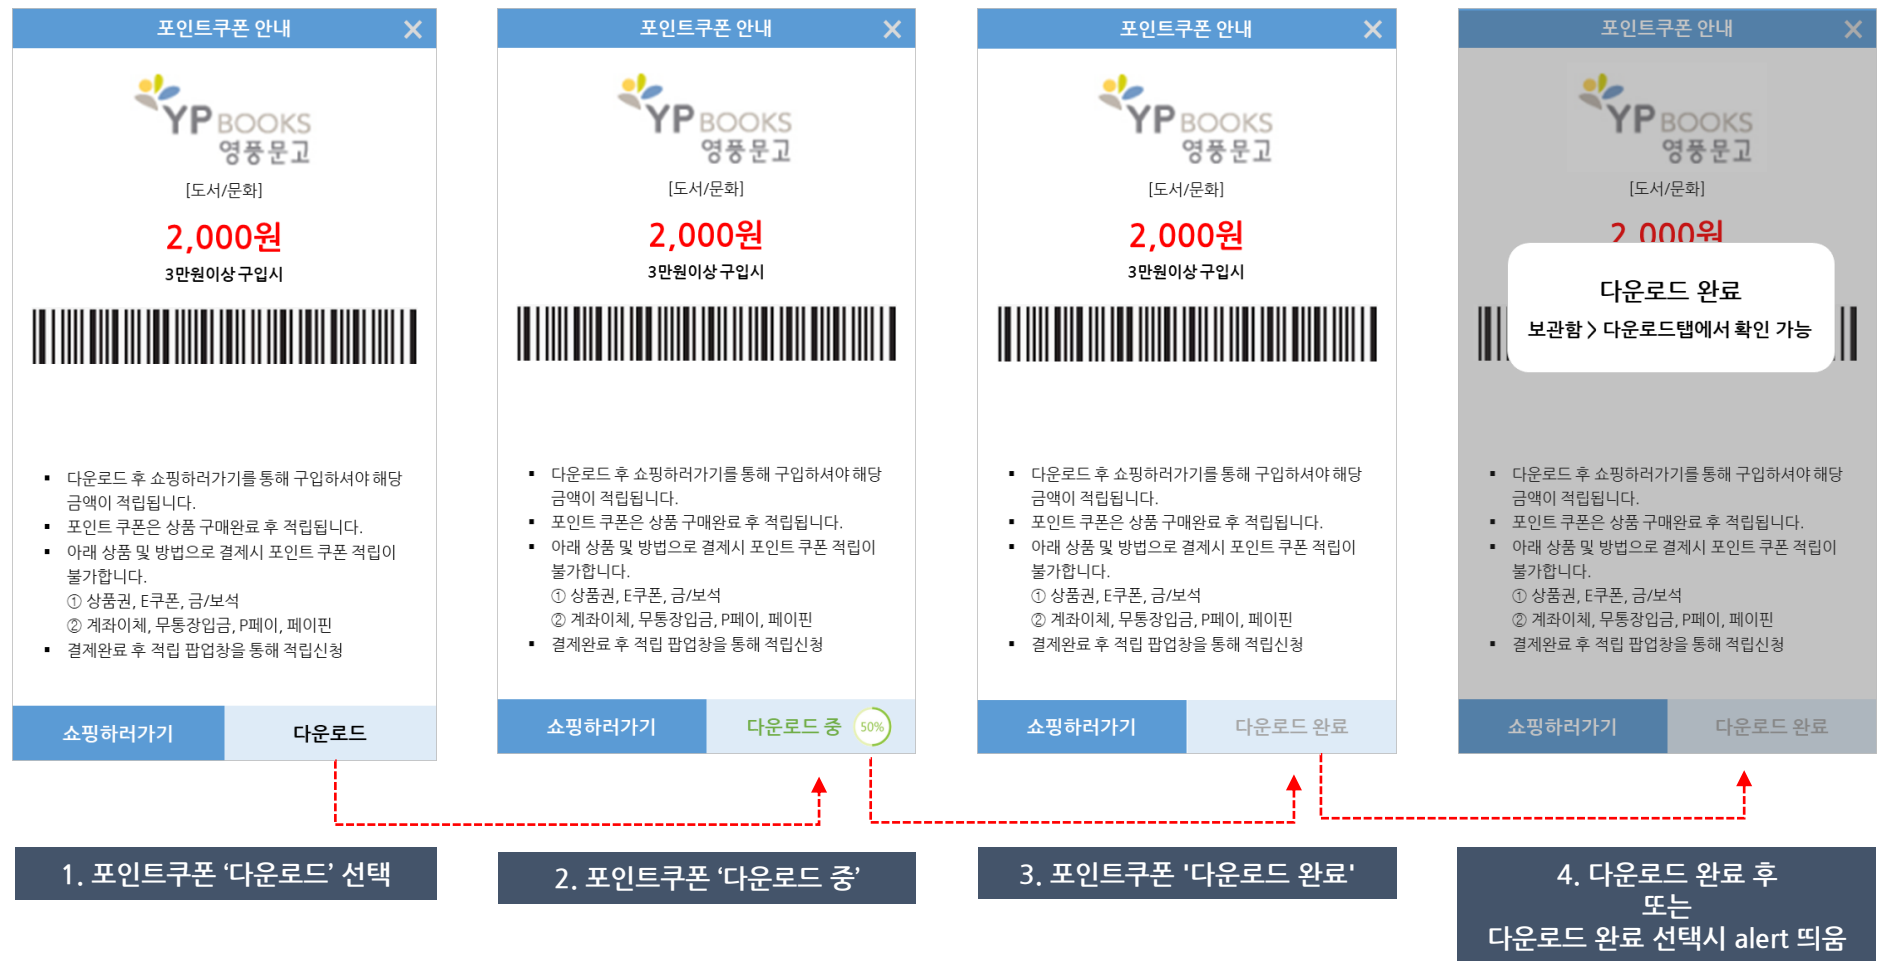 포인트쿠폰 안내
YP BOOKS
영풍문고
[도서/문화]
2,000원
3만원이상 구입시
다운로드 후 쇼핑하러가기를 통해 구입하셔야 해당
금액이 적립됩니다.
포인트 쿠폰은 상품 구매완료 후 적립됩니다.
아래 상품 및 방법으로 결제시 포인트 쿠폰 적립이
불가합니다.
① 상품권, E쿠폰, 금/보석
② 계좌이체, 무통장입금, P페이, 페이핀
결제완료 후 적립 팝업창을 통해 적립신청
쇼핑하러가기
다운로드
1. 포인트쿠폰 ‘다운로드’ 선택
포인트쿠폰 안내
YP BOOKS
영풍문고
[도서/문화]
2,000원
3만원이상 구입시
다운로드 후 쇼핑하러가기를 통해 구입하셔야 해당
금액이 적립됩니다.
포인트 쿠폰은 상품 구매완료 후 적립됩니다.
아래 상품 및 방법으로 결제시 포인트 쿠폰 적립이
불가합니다.
① 상품권, E쿠폰, 금/보석
② 계좌이체, 무통장입금, P페이, 페이핀
결제완료 후 적립 팝업창을 통해 적립신청
쇼핑하러가기
다운로드 중 50%
2. 포인트쿠폰 ‘다운로드 중’
포인트쿠폰 안내
YP BOOKS
영풍문고
[도서/문화]
2,000원
3만원이상 구입시
다운로드 후 쇼핑하러가기를 통해 구입하셔야 해당
금액이 적립됩니다.
포인트 쿠폰은 상품 구매완료 후 적립됩니다.
아래 상품 및 방법으로 결제시 포인트 쿠폰 적립이
불가합니다.
① 상품권, E쿠폰, 금/보석
② 계좌이체, 무통장입금, P페이, 페이핀
결제완료 후 적립 팝업창을 통해 적립신청
쇼핑하러가기
다운로드 완료
3. 포인트쿠폰 '다운로드 완료'
포인트쿠폰 안내
YP BOOKS
영풍문고
[도서/문화]
2,000원
다운로드 완료
보관함 > 다운로드탭에서 확인 가능
다운로드 후 쇼핑하러가기를 통해 구입하셔야 해당
금액이 적립됩니다.
포인트 쿠폰은 상품 구매완료 후 적립됩니다.
아래 상품 및 방법으로 결제시 포인트 쿠폰 적립이
불가합니다.
① 상품권, E쿠폰, 금/보석
② 계좌이체, 무통장입금, P페이, 페이핀
결제완료 후 적립 팝업창을 통해 적립신청
쇼핑하러가기
다운로드 완료
4. 다운로드 완료 후
또는
다운로드 완료 선택시 alert 띄움